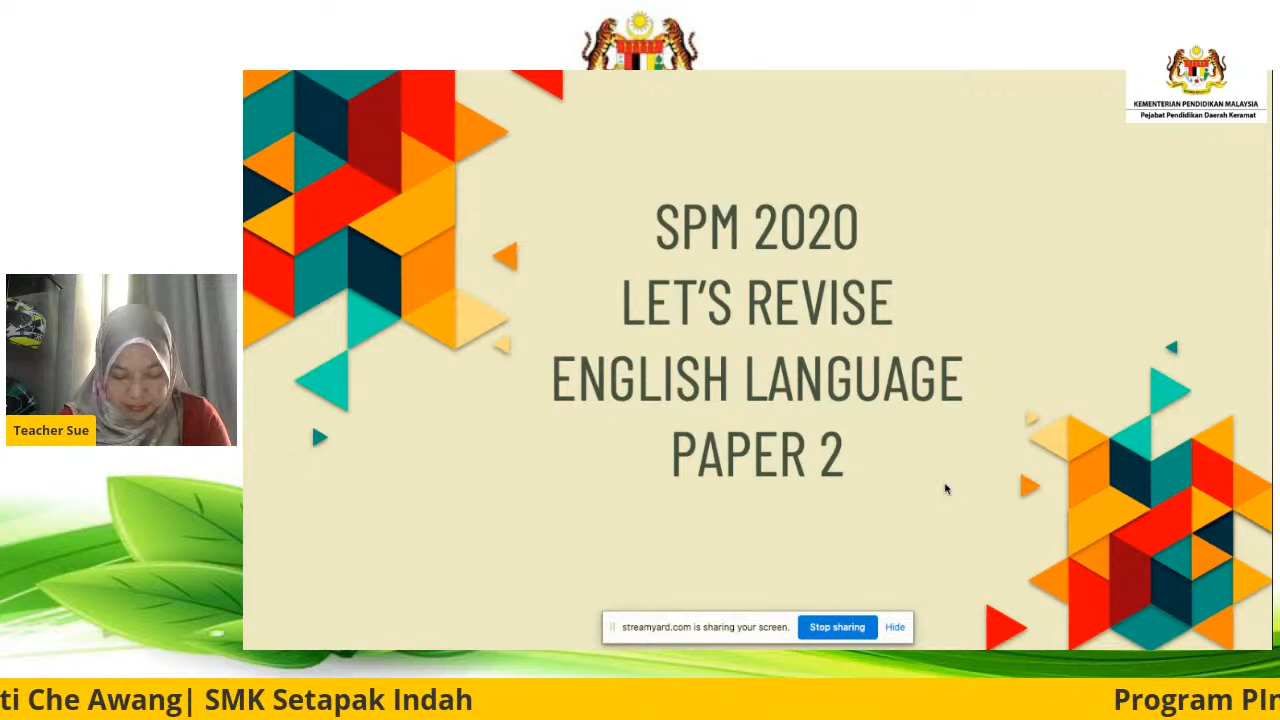 KEMENTERIAN PENDIDIKAN MALAYSIA
Pejabat Pendidikan Daerah Keramat
SPM 2020
LET'S REVISE
ENGLISH LANGUAGE
PAPER 2
Teacher Sue
streamyard.com is sharing your screen. Stop sharing Hide
ti Che Awang| SMK Setapak Indah
Program PIn